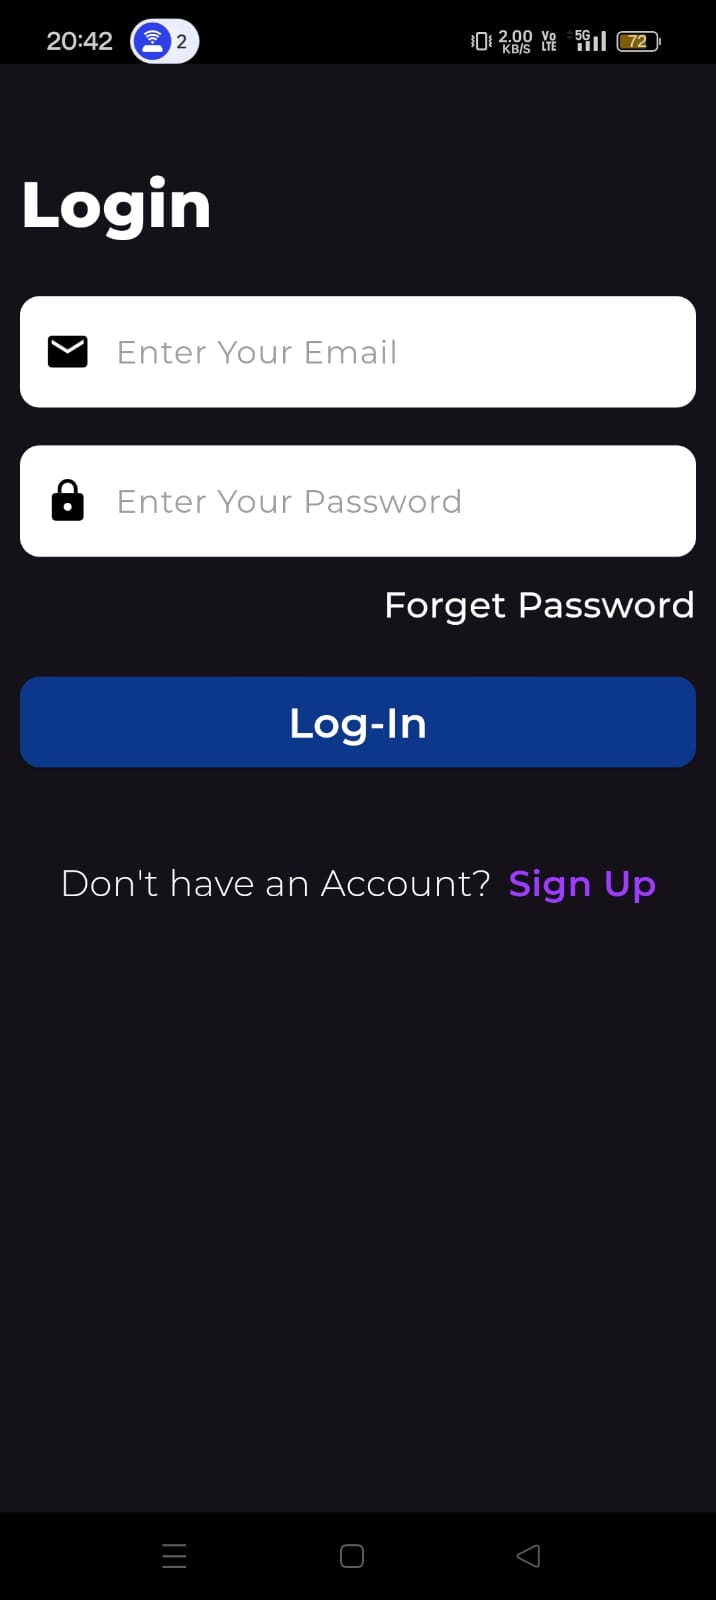 20:42 2 2.00 KB/S Vo LTE 5G 72
Login
Enter Your Email
Enter Your Password
Forget Password
Log-In
Don't have an Account? Sign Up